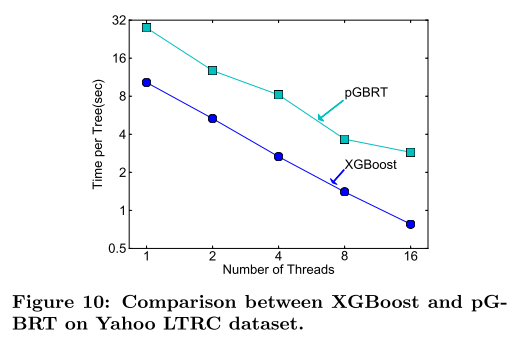 32
16
8
4
2
1
0.5
Time per Tree(sec)
pGBRT
XGBoost
1 2 4 8 16
Number of Threads
Figure 10: Comparison between XGBoost and pG-
BRT on Yahoo LTRC dataset.